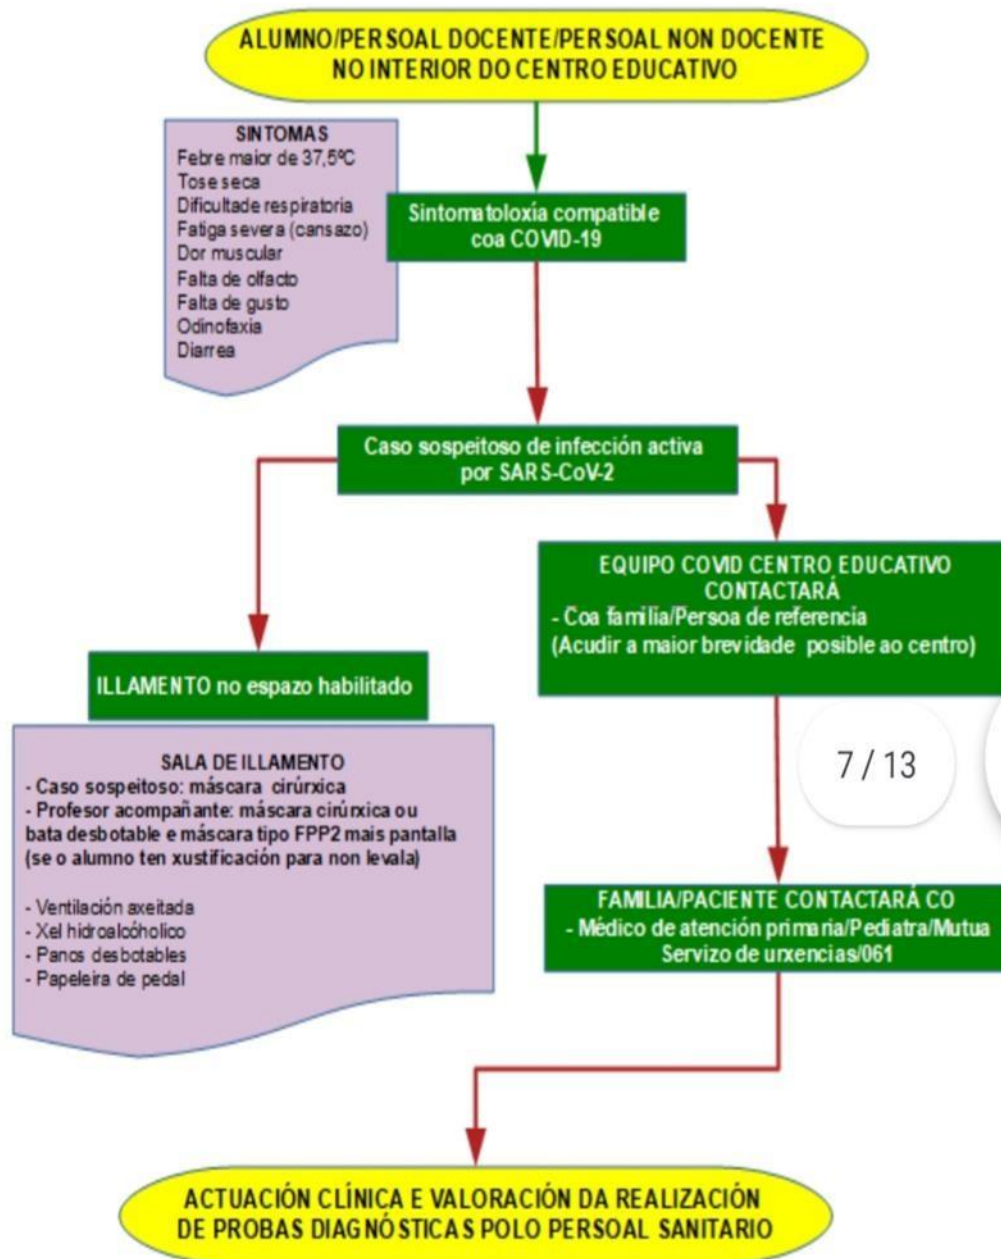 ALUMNO/PERSOAL DOCENTE/PERSOAL NON DOCENTE
NO INTERIOR DO CENTRO EDUCATIVO
SINTOMAS
Febre maior de 37,5ºC
Tose seca
Dificultade respiratoria
Fatiga severa (cansazo)
Dor muscular
Falta de olfacto
Falta de gusto
Odinofaxia
Diarrea
Sintomatoloxía compatible
coa COVID-19
Caso sospeitoso de infección activa
por SARS-CoV-2
EQUIPO COVID CENTRO EDUCATIVO
CONTACTARÁ
- Coa familia/Persoa de referencia
(Acudir a maior brevidade posible ao centro)
ILLAMENTO no espazo habilitado
SALA DE ILLAMENTO
- Caso sospeitoso: máscara cirúrxica
- Profesor acompañante: máscara cirúrxica ou
bata desbotable e máscara tipo FPP2 mais pantalla
(se o alumno ten xustificación para non levala)
- Ventilación axeitada
- Xel hidroalcóholico
- Panos desbotables
- Papeleira de pedal
7 / 13
FAMILIA/PACIENTE CONTACTARÁ CO
- Médico de atención primaria/Pediatra/Mutua
Servizo de urxencias/061
ACTUACIÓN CLÍNICA E VALORACIÓN DA REALIZACIÓN
DE PROBAS DIAGNÓSTICAS POLO PERSOAL SANITARIO